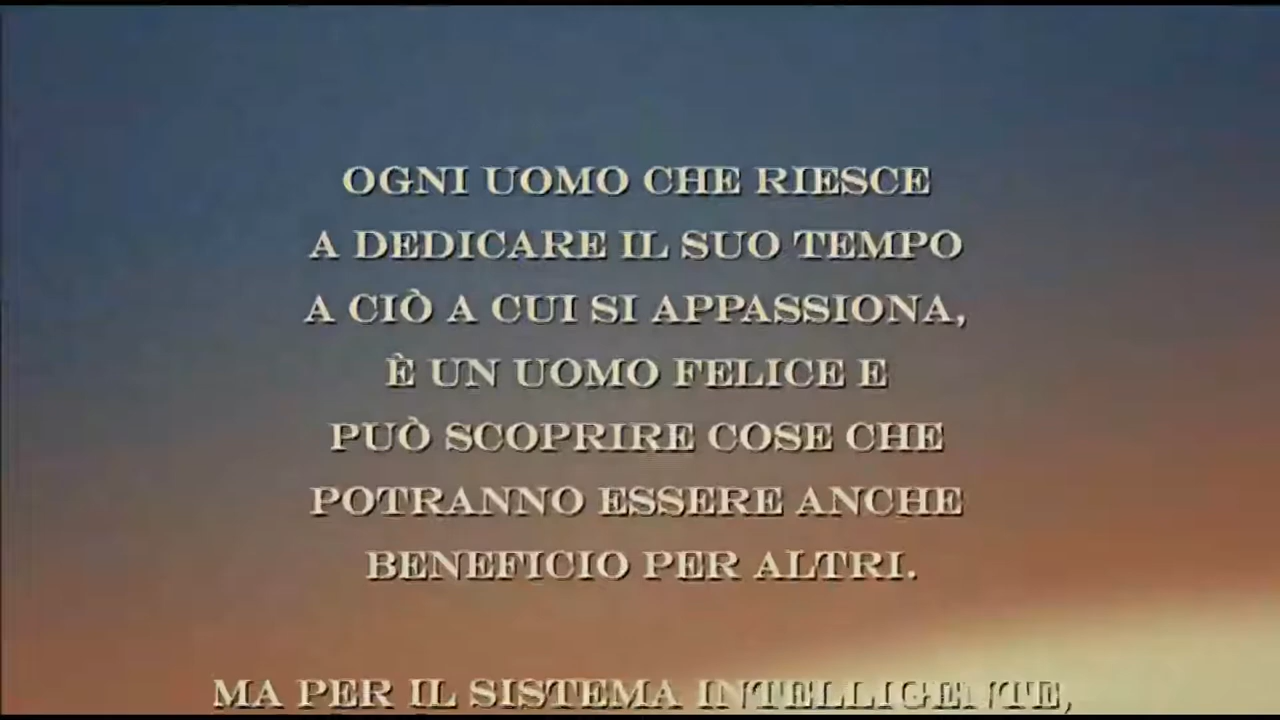 OGNI UOMO CHE RIESCE
A DEDICARE IL SUO TEMPO
A CIÒ A CUI SI APPASSIONA,
È UN UOMO FELICE E
PUÒ SCOPRIRE COSE CHE
POTRANNO ESSERE ANCHE
BENEFICIO PER ALTRI.
MA PER IL SISTEMA INTELLIGENTE,